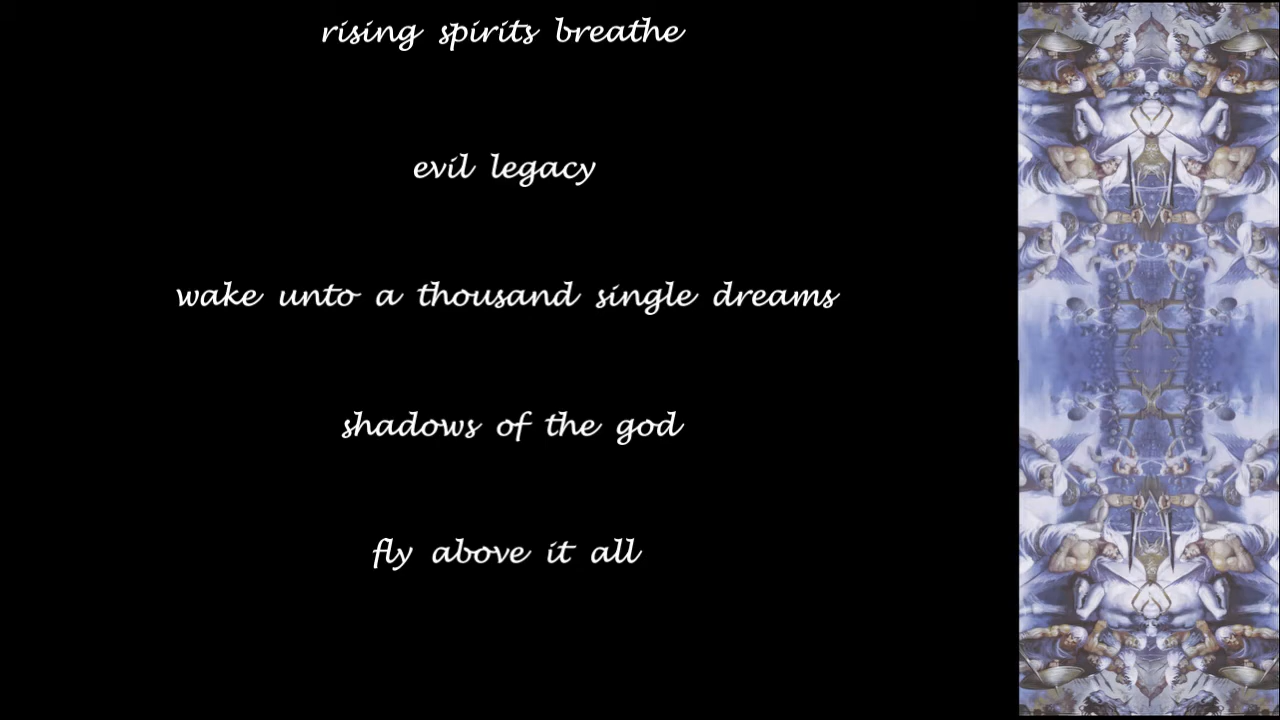 rising spirits breathe
evil legacy
wake unto a thousand single dreams
shadows of the god
fly above it all